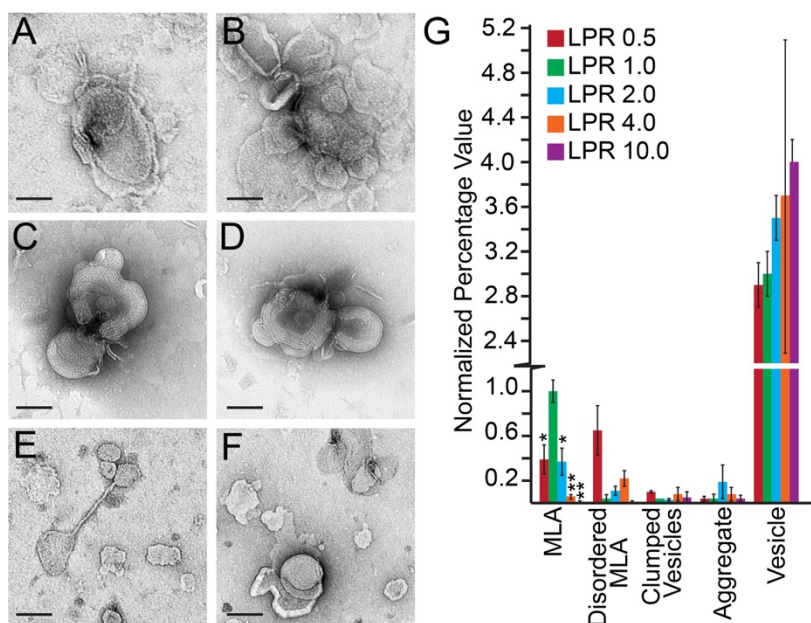 A
B
C
D
E
F
G
Normalized Percentage Value
5.2
4.8
4.4
4.0
3.6
3.2
2.8
2.4
1.0
0.6
0.2
LPR 0.5
LPR 1.0
LPR 2.0
LPR 4.0
LPR 10.0
*
*
**
**
MLA
Disordered
MLA
Clumped
Vesicles
Aggregate
Vesicle